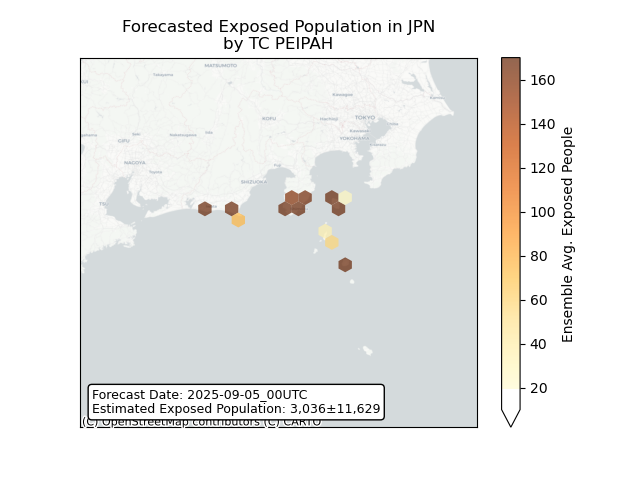 Forecasted Exposed Population in JPN
by TC PEIPAH
MATSUMOTO
KOFU
TOKYO
YOKOHAMA
GIFU
NAGOYA
SHIZUOKA
160
140
120
100
80
60
40
20
Ensemble Avg. Exposed People
Forecast Date: 2025-09-05_00UTC
Estimated Exposed Population: 3,036±11,629
(C) OpenStreetMap contributors (C) CARTO